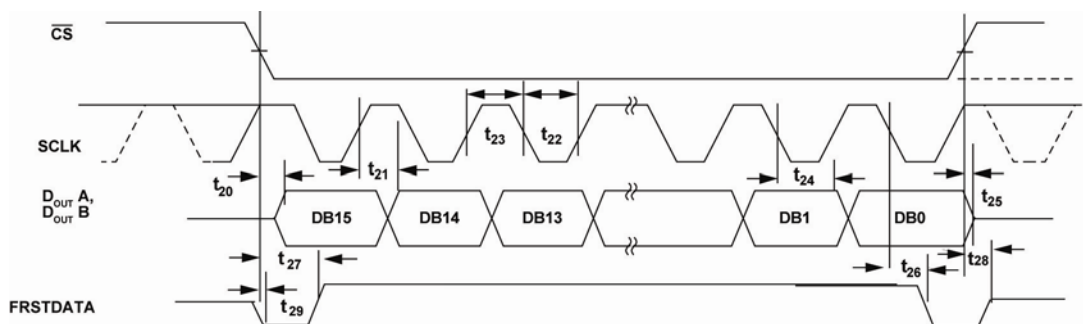 CS
SCLK
t23
t22
t20
t21
t24
t25
DOUT A,
DOUT B
DB15
DB14
DB13
DB1
DB0
t27
t26
t28
t29
FRSTDATA